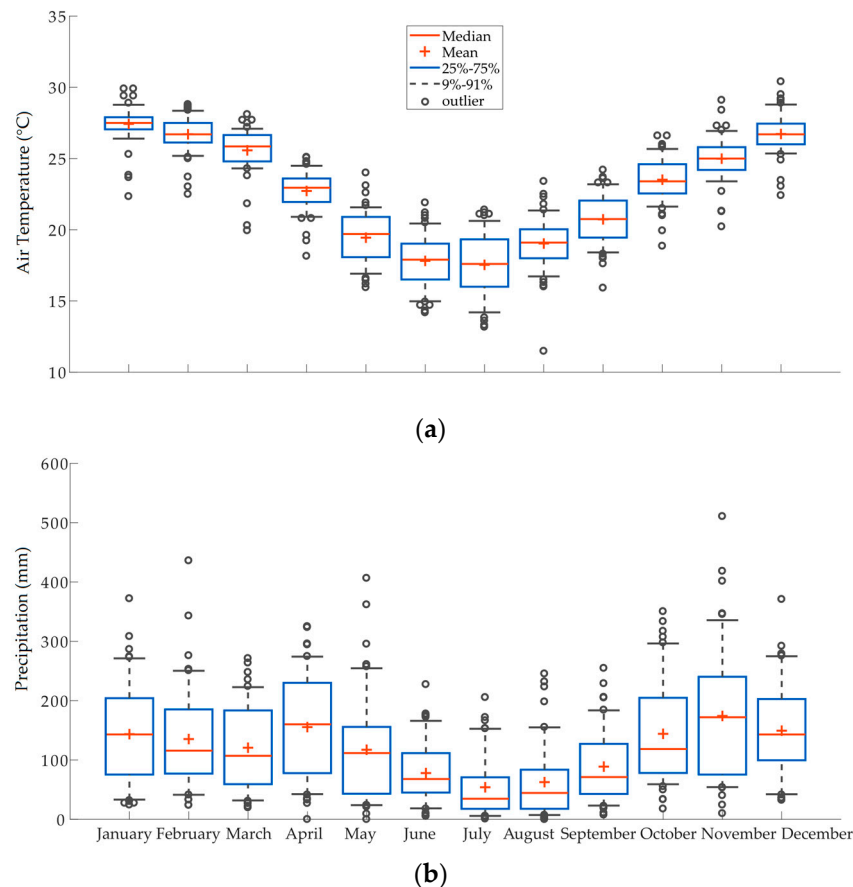 35
30
25
20
15
10
Air Temperature (°C)
Median
Mean
25%-75%
9%-91%
outlier
(a)
600
500
400
300
200
100
0
Precipitation (mm)
January February March April May June July August September October November December
(b)